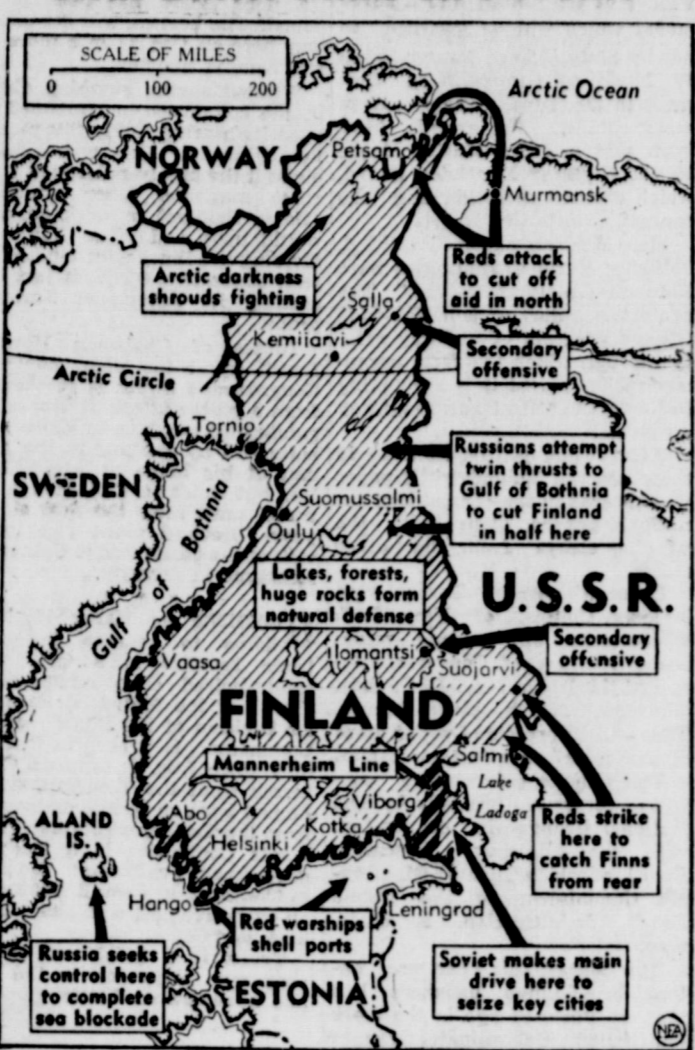 SCALE OF MILES
0 100 200
Arctic Ocean
NORWAY
Petsamo
Murmansk
Arctic darkness
shrouds fighting
Reds attack
to cut off
aid in north
Salla
Kemijarvi
Secondary
offensive
Arctic Circle
Tornio
SWEDEN
Russians attempt
twin thrusts to
Gulf of Bothnia
to cut Finland
in half here
Suomussalmi
Oulu
Gulf of Bothnia
Lakes, forests,
huge rocks form
natural defense
U.S.S.R.
Secondary
offensive
Ilomantsi
Suojarvi
Vaasa
FINLAND
Mannerheim Line
Salmi
Lake
Ladoga
Viborg
Kotka
Abo
Helsinki
ALAND
IS.
Reds strike
here to
catch Finns
from rear
Hango
Leningrad
Red warships
shell ports
Russia seeks
control here
to complete
sea blockade
ESTONIA
Soviet makes main
drive here to
seize key cities
NEA